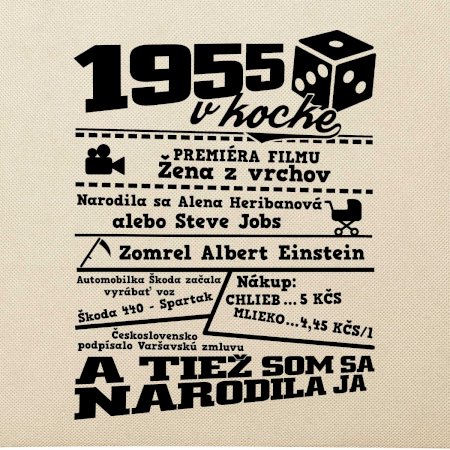 1955
v kocke
PREMIÉRA FILMU
Žena z vrchov
Narodila sa Alena Heribanová
alebo Steve Jobs
Zomrel Albert Einstein
Automobilka Škoda začala
vyrábať voz
Škoda 440 - Spartak
Nákup:
CHLIEB ... 5 KČS
MLIEKO...4,45 KČS/l
Československo
podpísalo Varšavskú zmluvu
A TIEŽ SOM SA
NARODILA JA